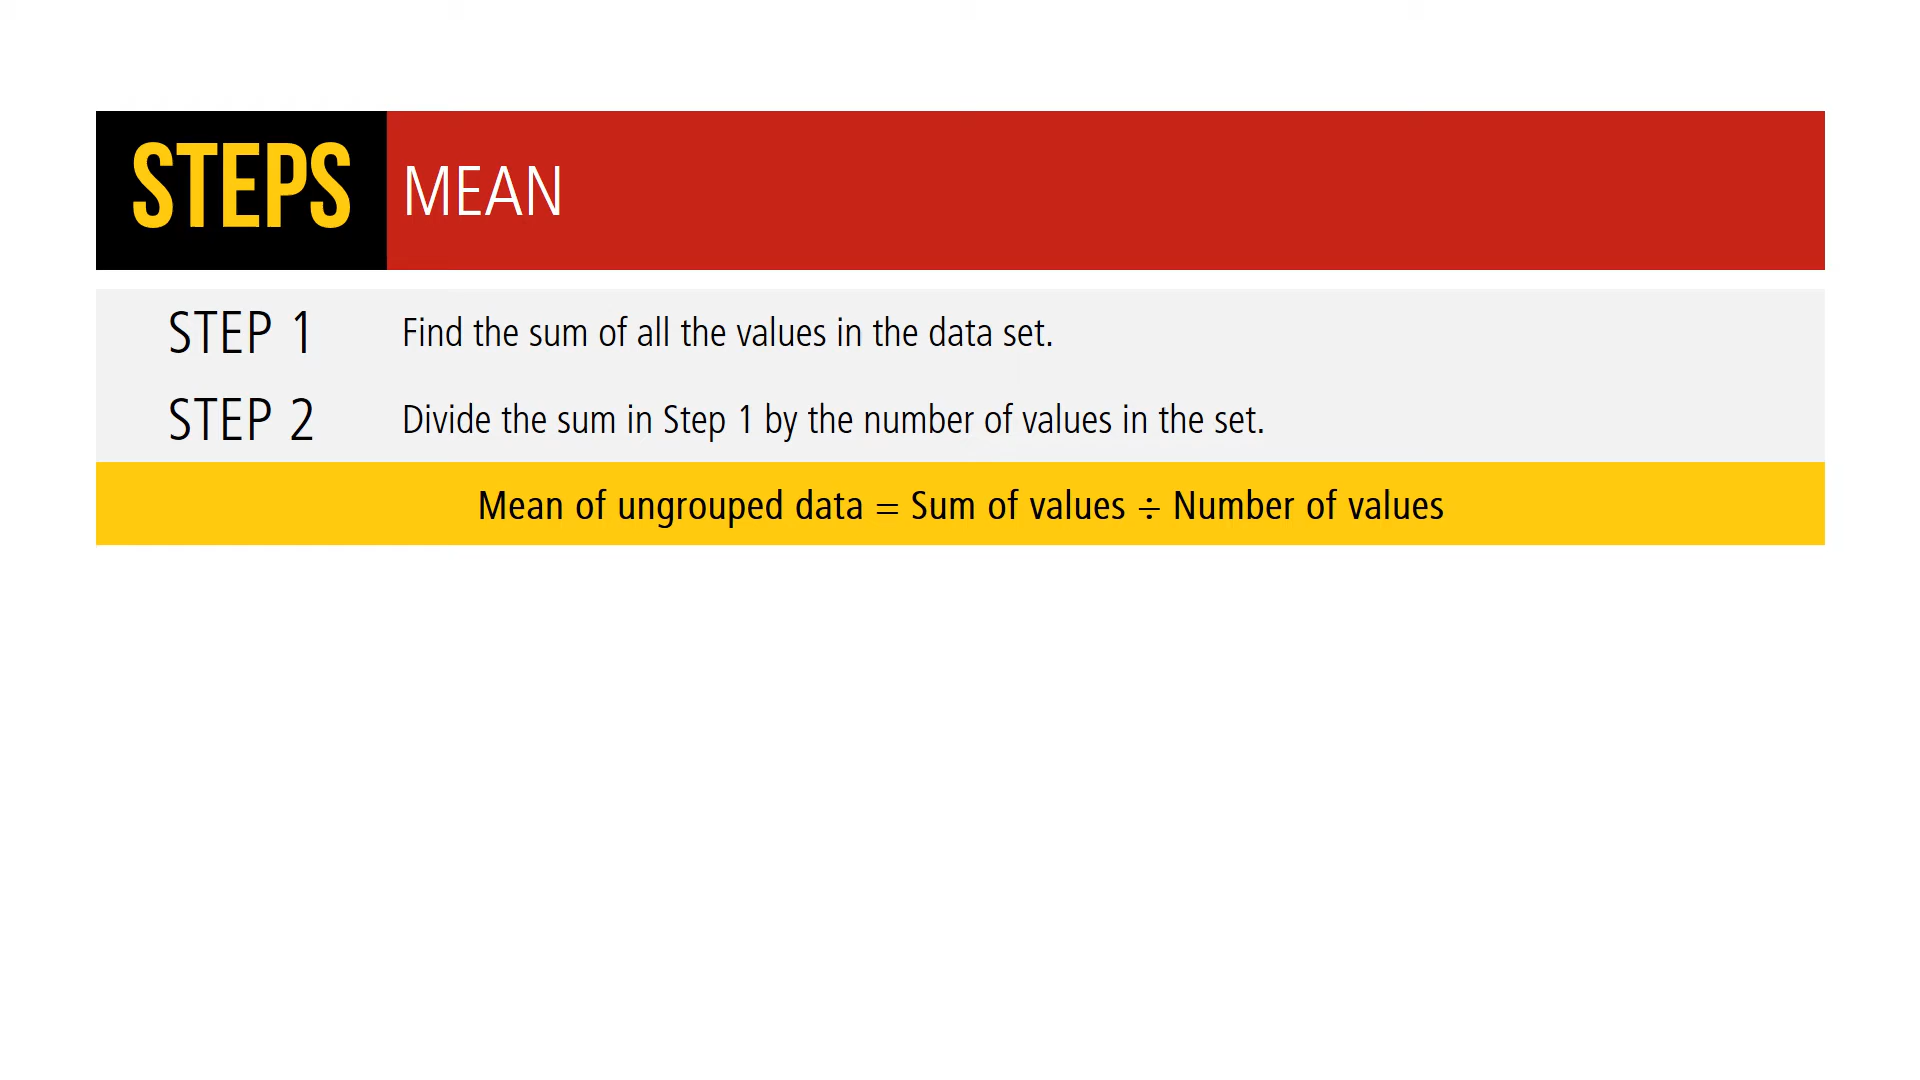 STEPS MEAN
STEP 1 Find the sum of all the values in the data set.
STEP 2 Divide the sum in Step 1 by the number of values in the set.
Mean of ungrouped data = Sum of values ÷ Number of values